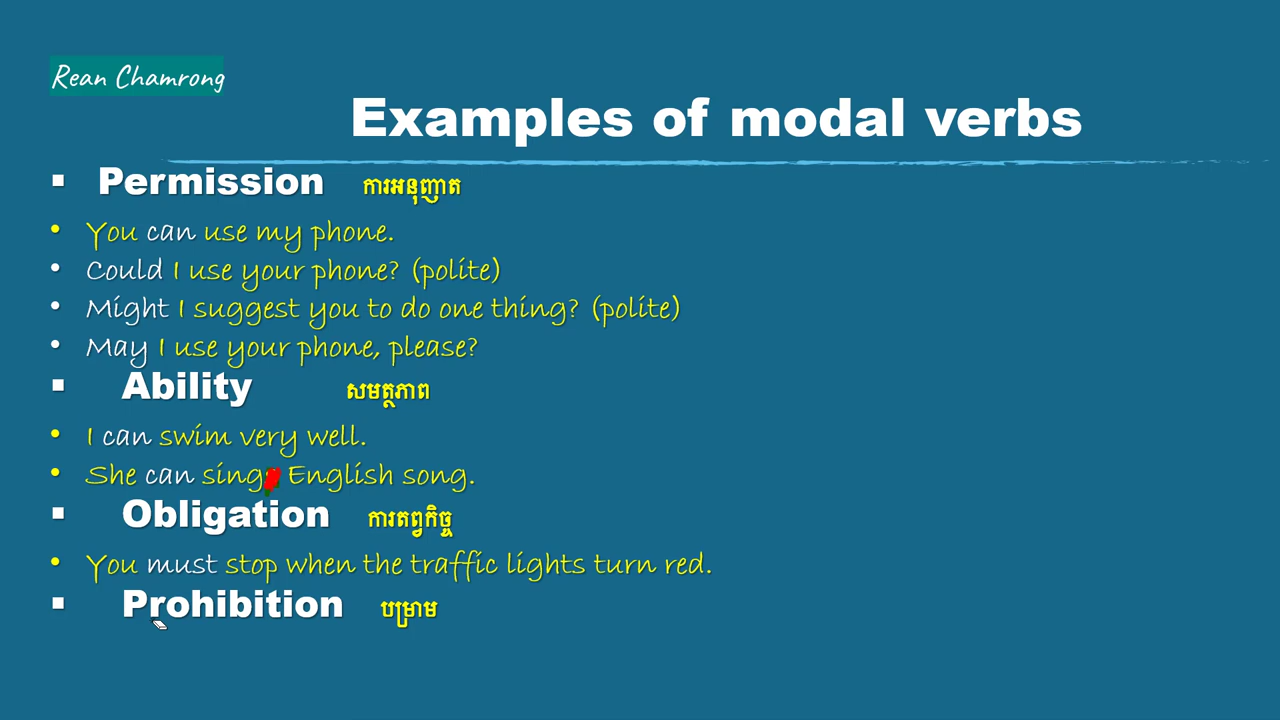 Rean Chamrong
Examples of modal verbs
▪ Permission ការអនុញ្ញាត
• You can use my phone.
• Could I use your phone? (polite)
• Might I suggest you to do one thing? (polite)
• May I use your phone, please?
▪ Ability សមត្ថភាព
• I can swim very well.
• She can sings English song.
▪ Obligation ការតព្វកិច្ច
• You must stop when the traffic lights turn red.
▪ Prohibition បម្រាម